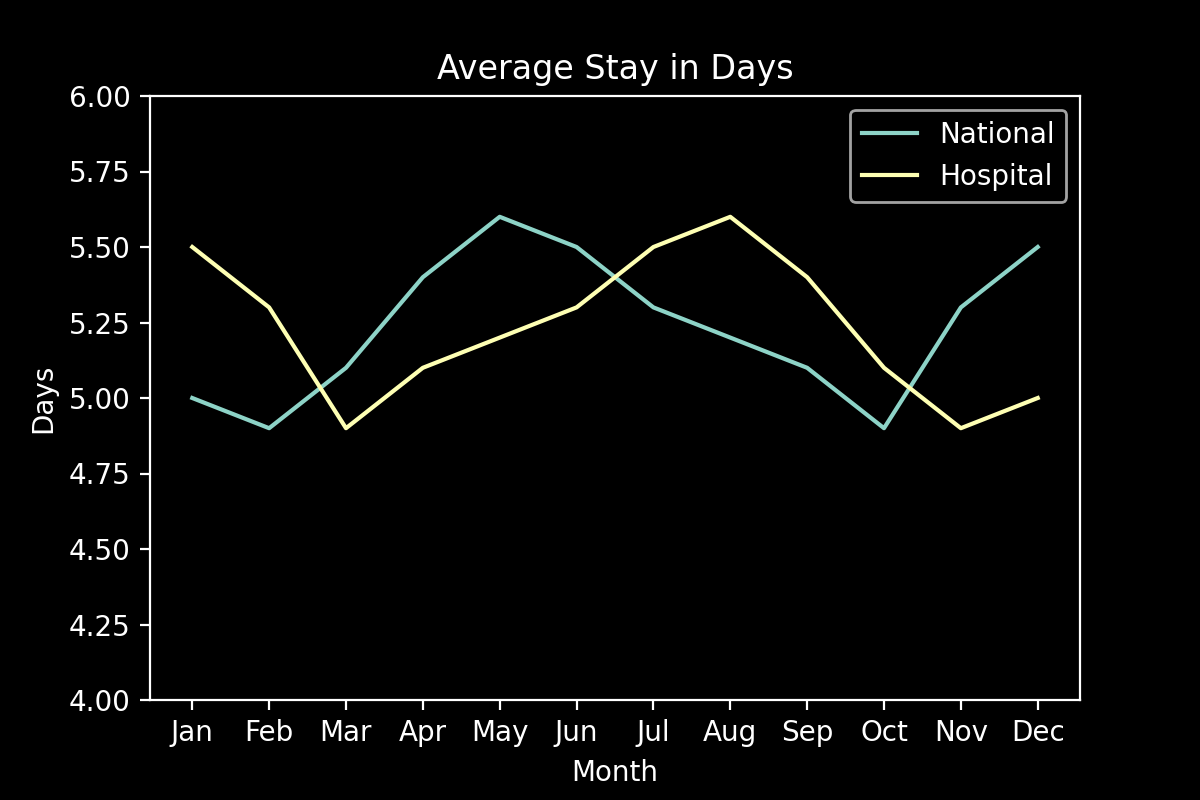 Average Stay in Days
National
Hospital
6.00
5.75
5.50
5.25
5.00
4.75
4.50
4.25
4.00
Days
Jan Feb Mar Apr May Jun Jul Aug Sep Oct Nov Dec
Month